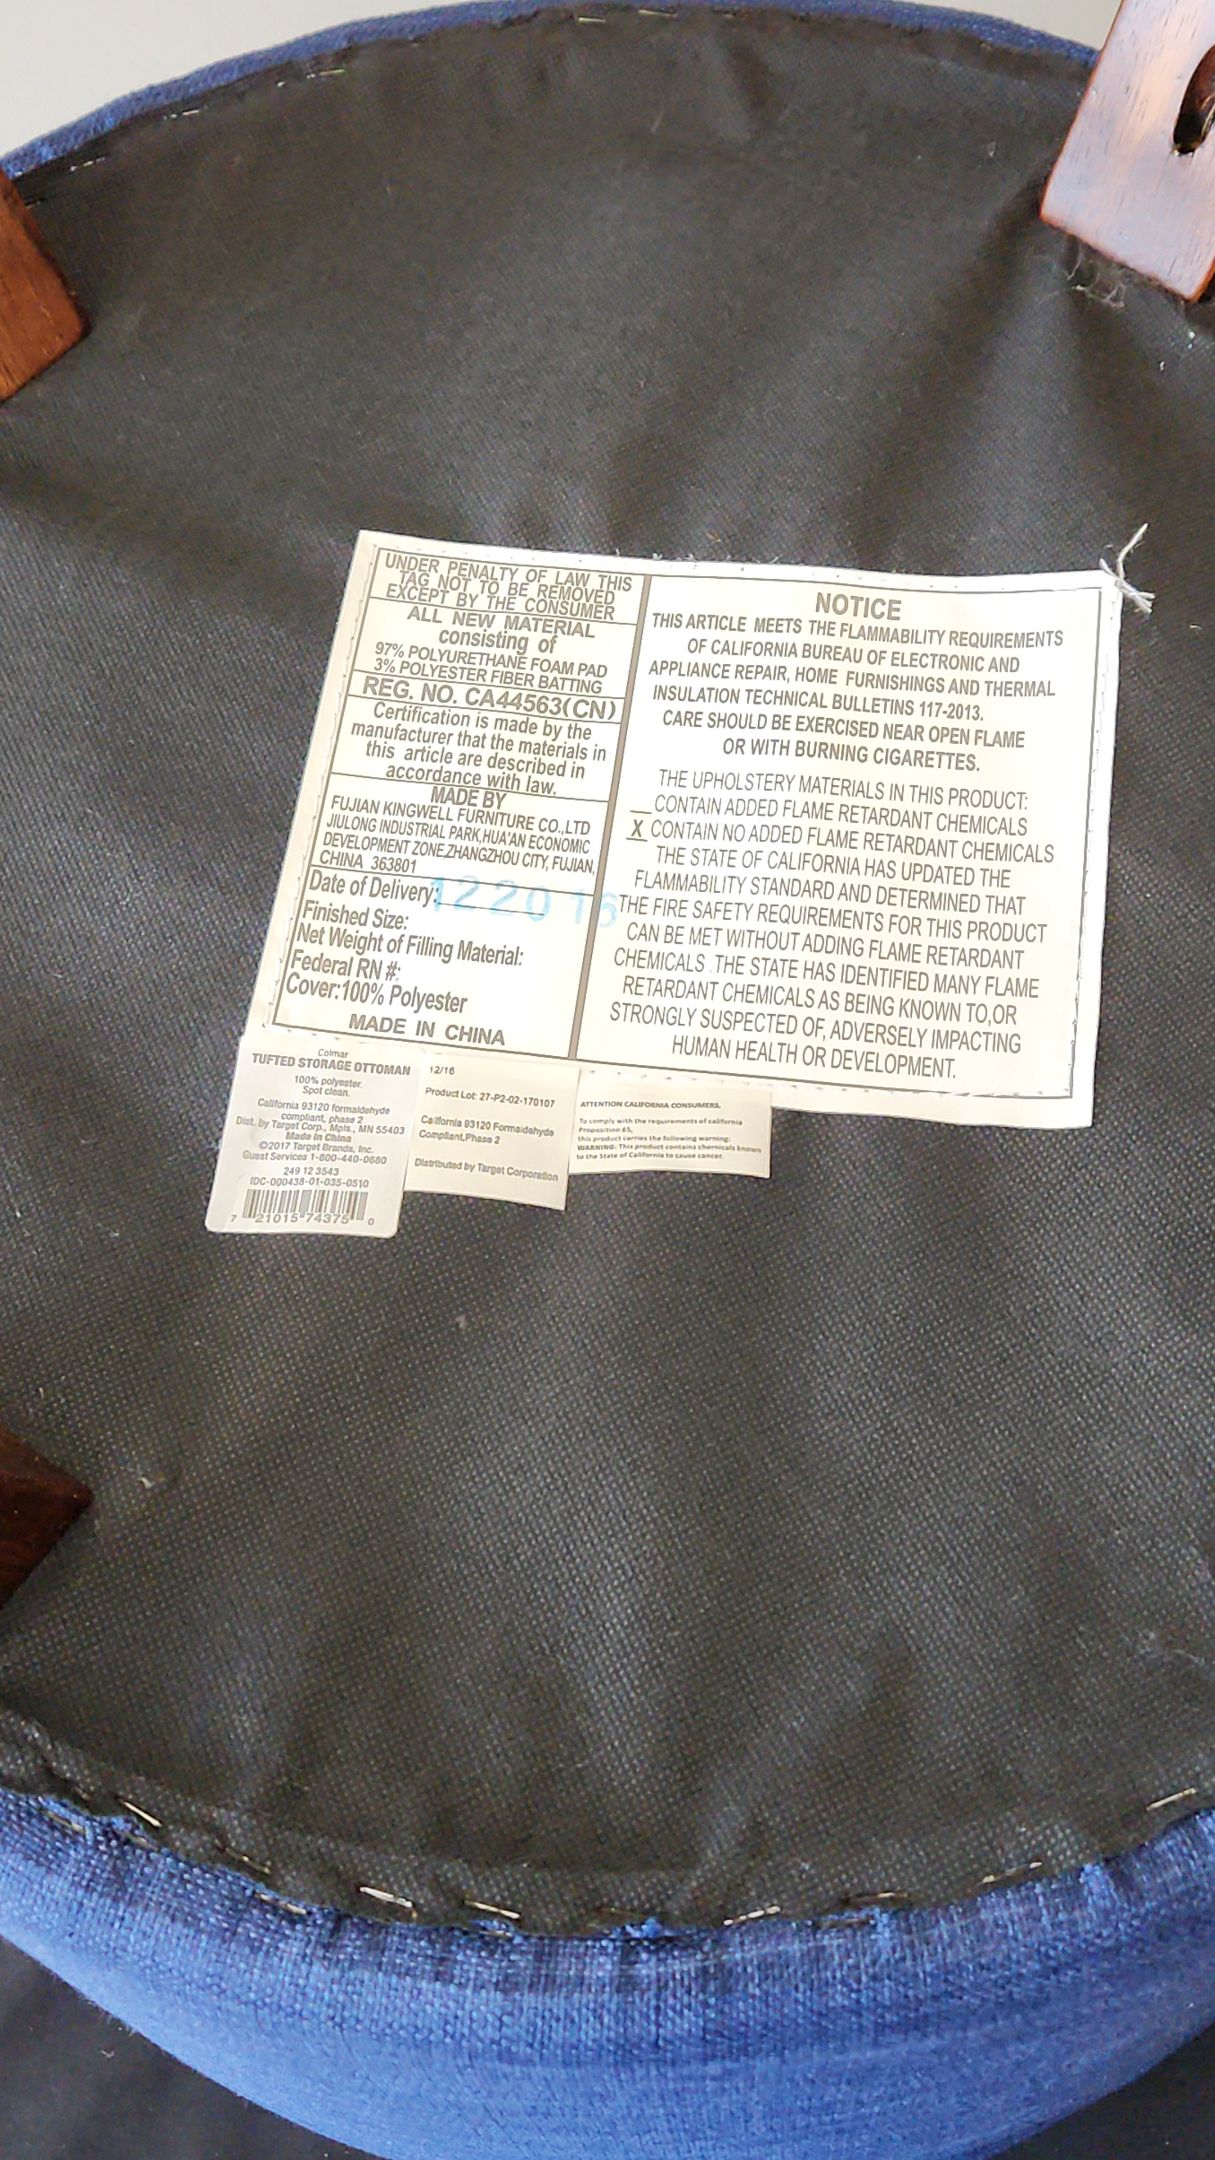 UNDER PENALTY OF LAW THIS
TAG NOT TO BE REMOVED
EXCEPT BY THE CONSUMER
ALL NEW MATERIAL
consisting of
97% POLYURETHANE FOAM PAD
3% POLYESTER FIBER BATTING
REG. NO. CA44563(CN)
Certification is made by the
manufacturer that the materials in
this article are described in
accordance with law.
MADE BY
FUJIAN KINGWELL FURNITURE CO.,LTD
JIULONG INDUSTRIAL PARK,HUA'AN ECONOMIC
DEVELOPMENT ZONE,ZHANGZHOU CITY, FUJIAN,
CHINA 363801
Date of Delivery: 122016
Finished Size:
Net Weight of Filling Material:
Federal RN #:
Cover:100% Polyester
MADE IN CHINA
NOTICE
THIS ARTICLE MEETS THE FLAMMABILITY REQUIREMENTS
OF CALIFORNIA BUREAU OF ELECTRONIC AND
APPLIANCE REPAIR, HOME FURNISHINGS AND THERMAL
INSULATION TECHNICAL BULLETINS 117-2013.
CARE SHOULD BE EXERCISED NEAR OPEN FLAME
OR WITH BURNING CIGARETTES.
THE UPHOLSTERY MATERIALS IN THIS PRODUCT:
__CONTAIN ADDED FLAME RETARDANT CHEMICALS
X CONTAIN NO ADDED FLAME RETARDANT CHEMICALS
THE STATE OF CALIFORNIA HAS UPDATED THE
FLAMMABILITY STANDARD AND DETERMINED THAT
THE FIRE SAFETY REQUIREMENTS FOR THIS PRODUCT
CAN BE MET WITHOUT ADDING FLAME RETARDANT
CHEMICALS .THE STATE HAS IDENTIFIED MANY FLAME
RETARDANT CHEMICALS AS BEING KNOWN TO,OR
STRONGLY SUSPECTED OF, ADVERSELY IMPACTING
HUMAN HEALTH OR DEVELOPMENT.
Colmar
TUFTED STORAGE OTTOMAN
100% polyester.
Spot clean.
California 93120 formaldehyde
compliant, phase 2
Dist. by Target Corp., Mpls., MN 55403
Made in China
©2017 Target Brands, Inc.
Guest Services 1-800-440-0680
249 12 3543
IDC-000438-01-035-0510
7 21015 74375 0
12/16
Product Lot: 27-P2-02-170107
California 93120 Formaldehyde
Compliant,Phase 2
Distributed by Target Corporation
ATTENTION CALIFORNIA CONSUMERS,
To comply with the requirements of california
Proposition 65,
this product carries the following warning:
WARNING: This product contains chemicals known
to the State of California to cause cancer.